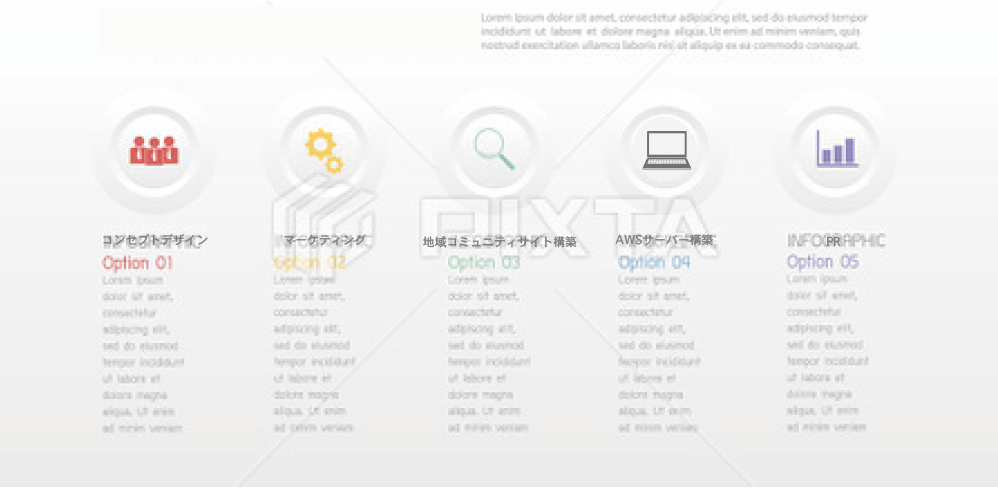 Lorem ipsum dolor sit amet, consectetur adipiscing elit, sed do eiusmod tempor
incididunt ut labore et dolore magna aliqua. Ut enim ad minim veniam, quis
nostrud exercitation ullamco laboris nisi ut aliquip ex ea commodo consequat.
PIXTA
コンセプトデザイン
Option 01
Lorem ipsum
dolor sit amet,
consectetur
adipiscing elit,
sed do eiusmod
tempor incididunt
ut labore et
dolore magna
aliqua. Ut enim
ad minim veniam
マーケティング
Option 02
Lorem ipsum
dolor sit amet,
consectetur
adipiscing elit,
sed do eiusmod
tempor incididunt
ut labore et
dolore magna
aliqua. Ut enim
ad minim veniam
地域コミュニティサイト構築
Option 03
Lorem ipsum
dolor sit amet,
consectetur
adipiscing elit,
sed do eiusmod
tempor incididunt
ut labore et
dolore magna
aliqua. Ut enim
ad minim veniam
AWSサーバー構築
Option 04
Lorem ipsum
dolor sit amet,
consectetur
adipiscing elit,
sed do eiusmod
tempor incididunt
ut labore et
dolore magna
aliqua. Ut enim
ad minim veniam
INFOGRAPHIC
PR
Option 05
Lorem ipsum
dolor sit amet,
consectetur
adipiscing elit,
sed do eiusmod
tempor incididunt
ut labore et
dolore magna
aliqua. Ut enim
ad minim veniam